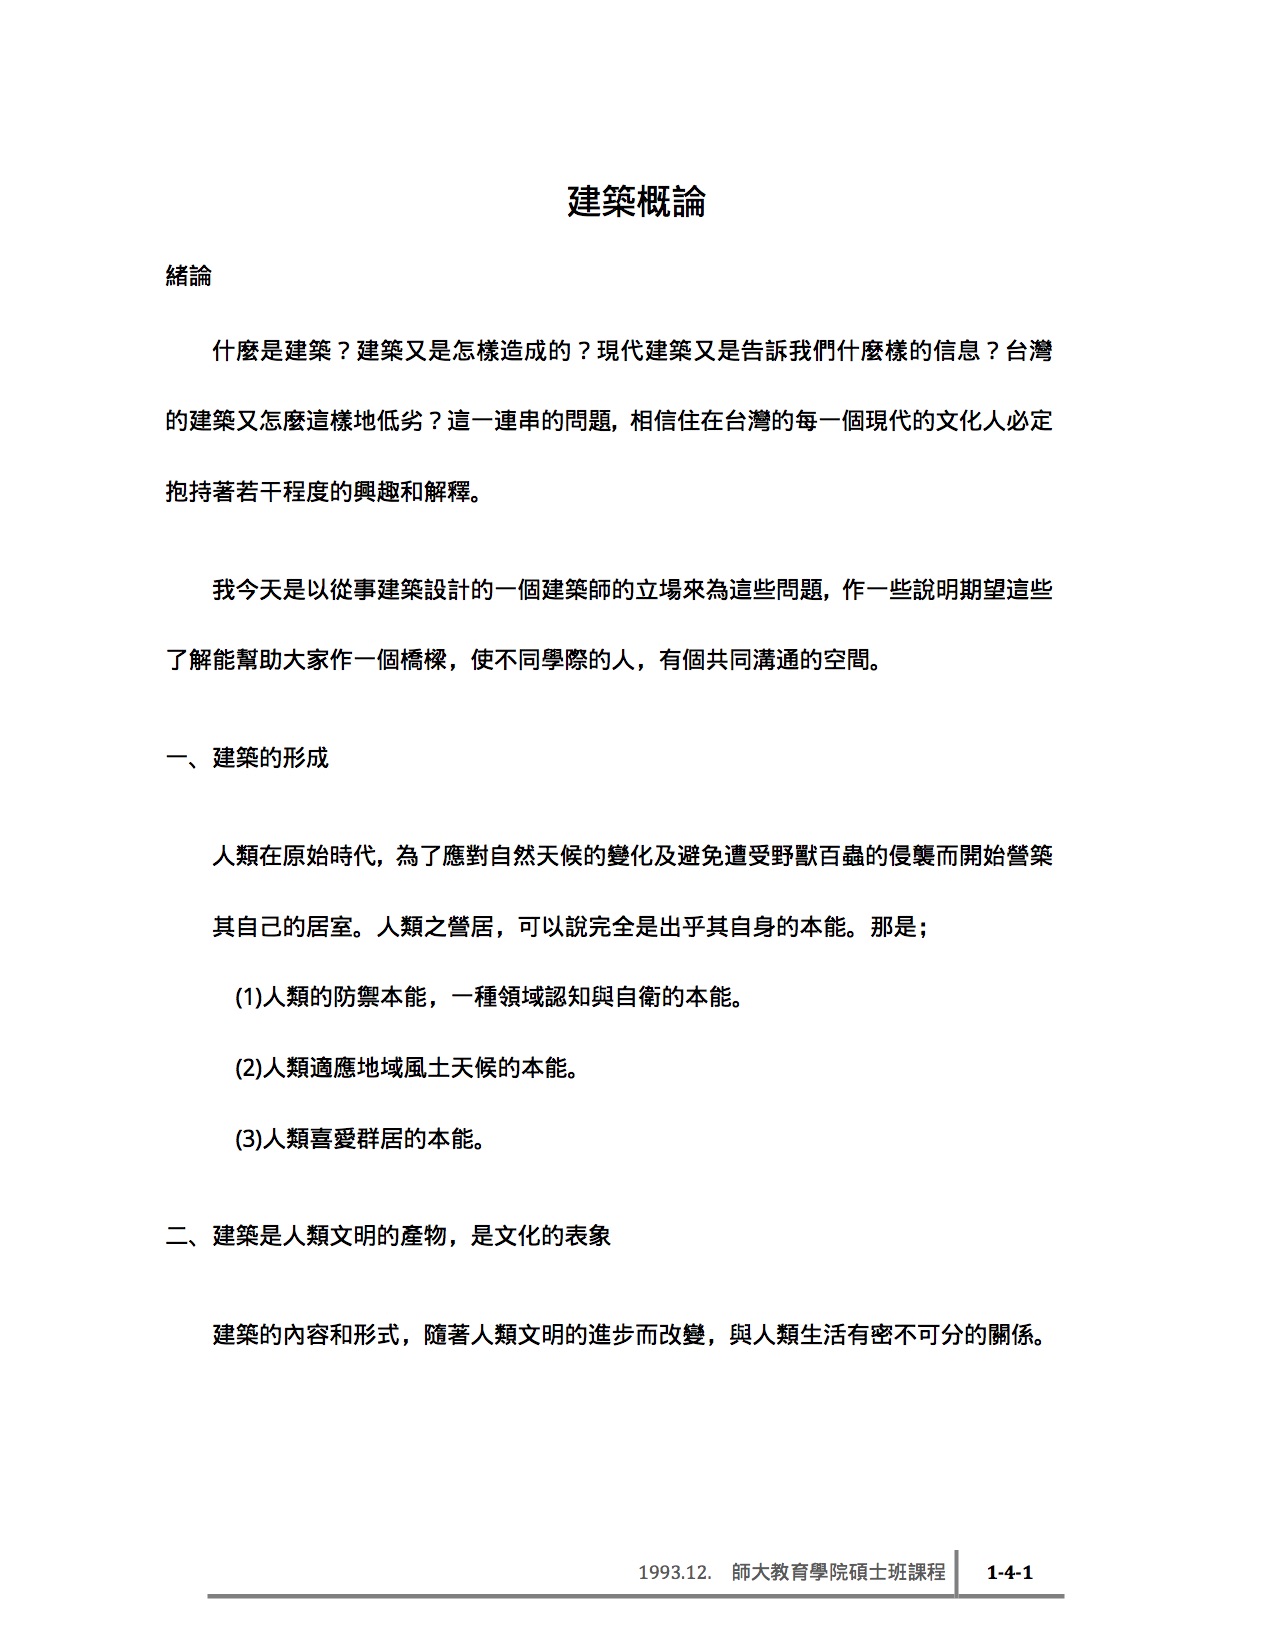 建築概論
緒論
什麼是建築？建築又是怎樣造成的？現代建築又是告訴我們什麼樣的信息？台灣
的建築又怎麼這樣地低劣？這一連串的問題，相信住在台灣的每一個現代的文化人必定
抱持著若干程度的興趣和解釋。
我今天是以從事建築設計的一個建築師的立場來為這些問題，作一些說明期望這些
了解能幫助大家作一個橋樑，使不同學際的人，有個共同溝通的空間。
一、建築的形成
人類在原始時代，為了應對自然天候的變化及避免遭受野獸百蟲的侵襲而開始營築
其自己的居室。人類之營居，可以說完全是出乎其自身的本能。那是；
(1)人類的防禦本能，一種領域認知與自衛的本能。
(2)人類適應地域風土天候的本能。
(3)人類喜愛群居的本能。
二、建築是人類文明的產物，是文化的表象
建築的內容和形式，隨著人類文明的進步而改變，與人類生活有密不可分的關係。
1993.12. 師大教育學院碩士班課程 1-4-1